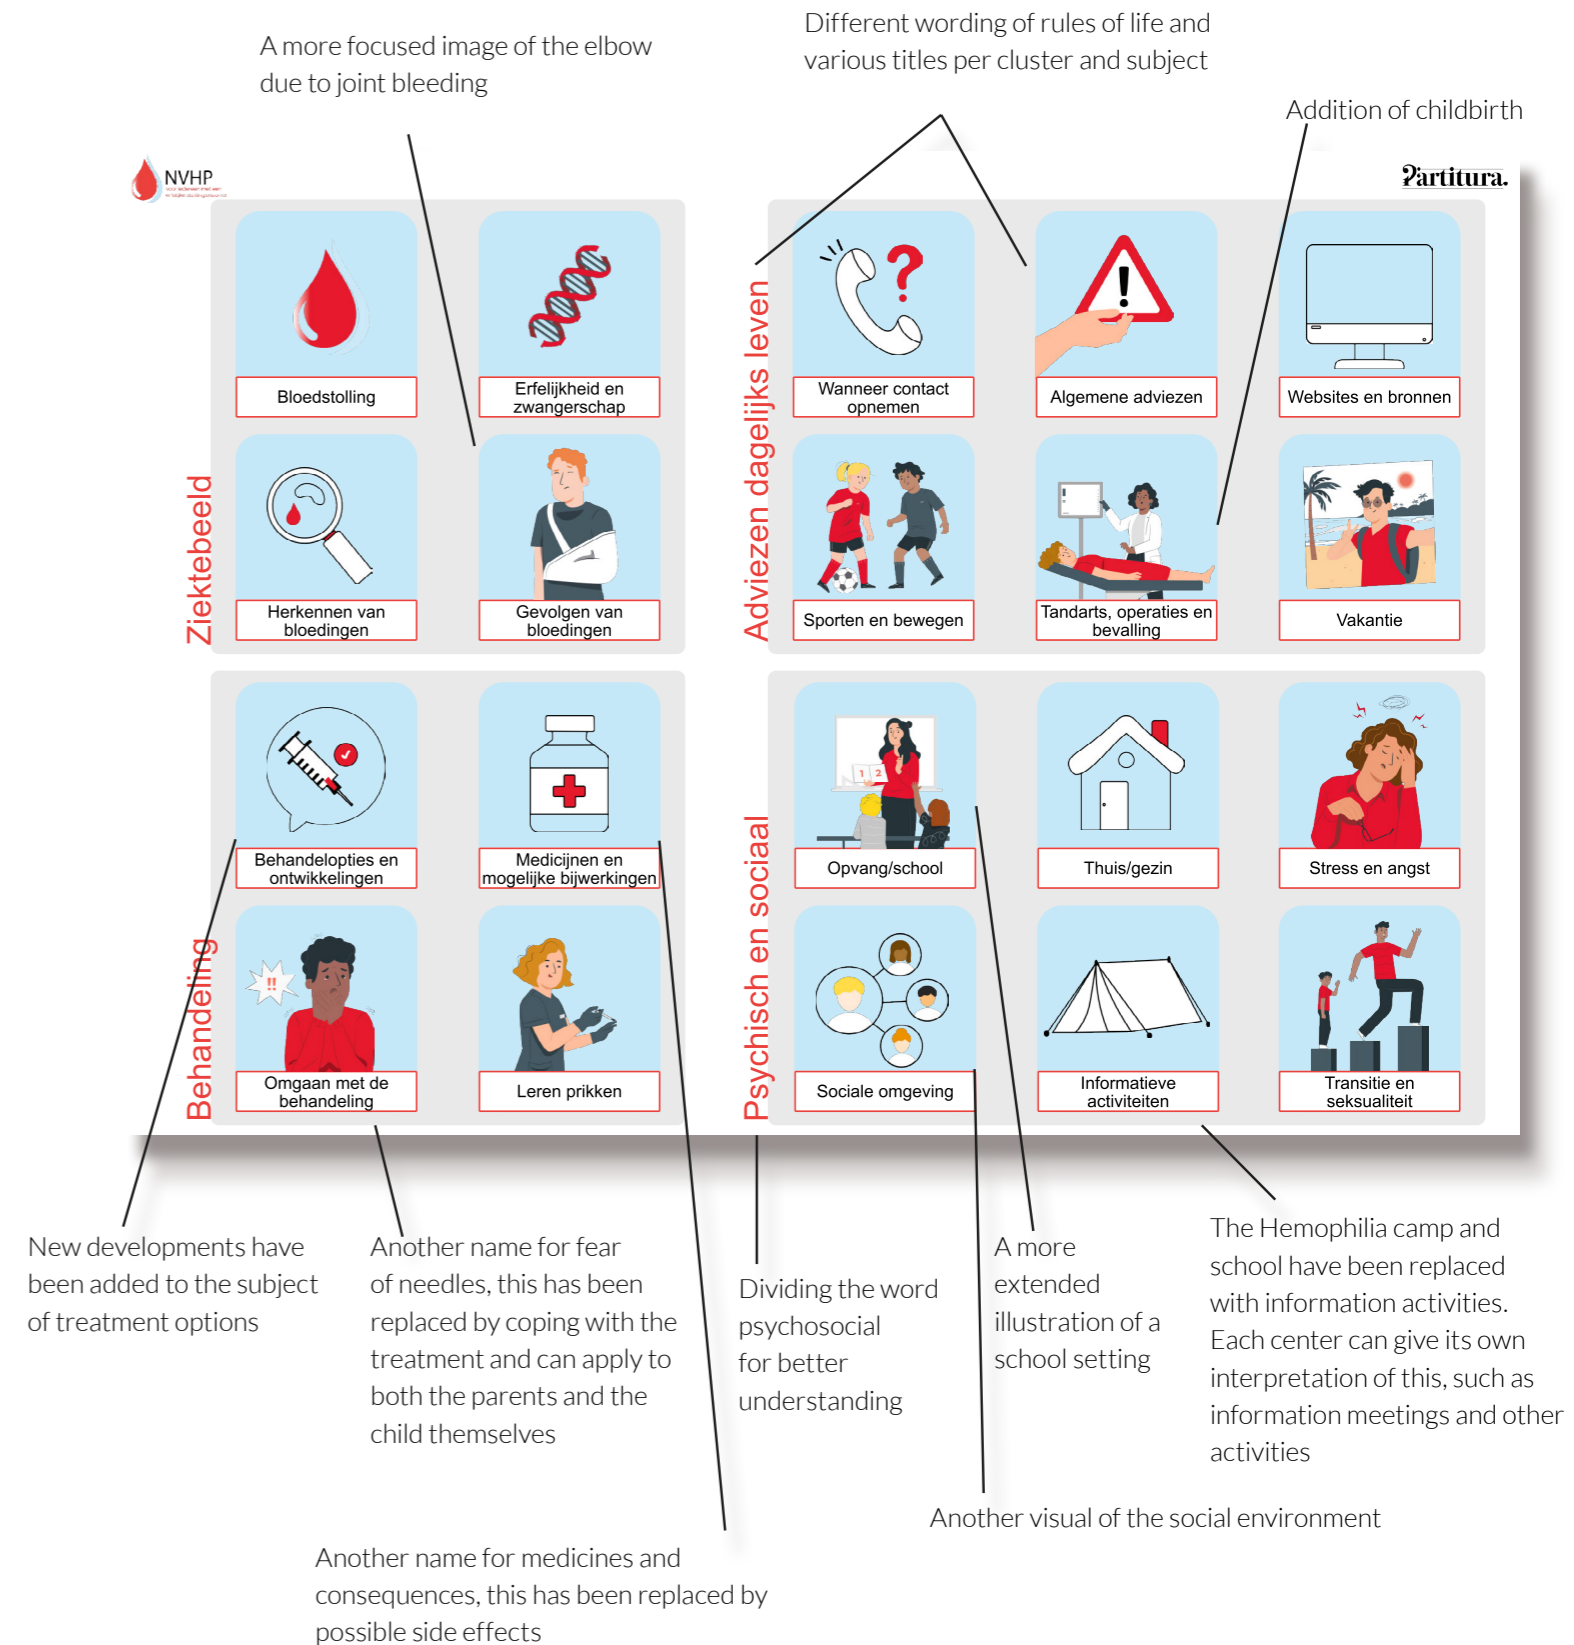 A more focused image of the elbow
due to joint bleeding
Different wording of rules of life and
various titles per cluster and subject
Addition of childbirth
NVHP
Partitura.
Ziektebeeld
Bloedstolling
Erfelijkheid en
zwangerschap
Herkennen van
bloedingen
Gevolgen van
bloedingen
Adviezen dagelijks leven
?
Wanneer contact
opnemen
!
Algemene adviezen
Websites en bronnen
Sporten en bewegen
Tandarts, operaties en
bevalling
Vakantie
Behandeling
Behandelopties en
ontwikkelingen
Medicijnen en
mogelijke bijwerkingen
!!
Omgaan met de
behandeling
Leren prikken
Psychisch en sociaal
1 2
Opvang/school
Thuis/gezin
Stress en angst
Sociale omgeving
Informatieve
activiteiten
Transitie en
seksualiteit
New developments have
been added to the subject
of treatment options
Another name for fear
of needles, this has been
replaced by coping with the
treatment and can apply to
both the parents and the
child themselves
Dividing the word
psychosocial
for better
understanding
A more
extended
illustration of a
school setting
The Hemophilia camp and
school have been replaced
with information activities.
Each center can give its own
interpretation of this, such as
information meetings and other
activities
Another visual of the social environment
Another name for medicines and
consequences, this has been replaced by
possible side effects